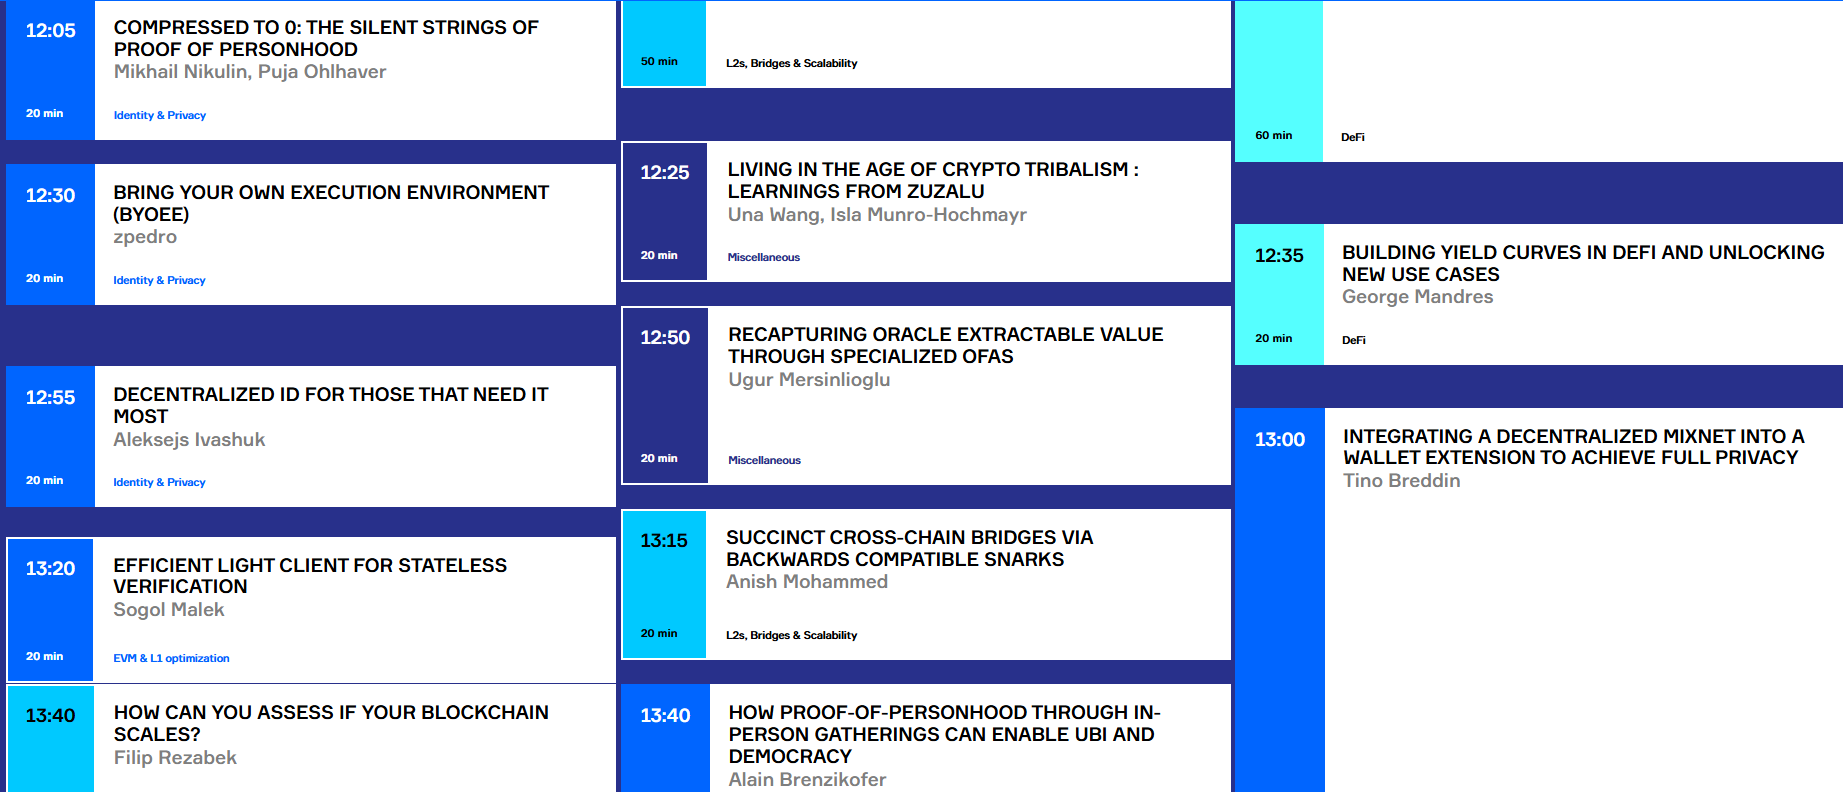 12:05
COMPRESSED TO 0: THE SILENT STRINGS OF
PROOF OF PERSONHOOD
Mikhail Nikulin, Puja Ohlhaver
20 min
Identity & Privacy
12:30
BRING YOUR OWN EXECUTION ENVIRONMENT
(BYOEE)
zpedro
20 min
Identity & Privacy
12:55
DECENTRALIZED ID FOR THOSE THAT NEED IT
MOST
Aleksejs Ivashuk
20 min
Identity & Privacy
13:20
EFFICIENT LIGHT CLIENT FOR STATELESS
VERIFICATION
Sogol Malek
20 min
EVM & L1 optimization
13:40
HOW CAN YOU ASSESS IF YOUR BLOCKCHAIN
SCALES?
Filip Rezabek
50 min
L2s, Bridges & Scalability
12:25
LIVING IN THE AGE OF CRYPTO TRIBALISM :
LEARNINGS FROM ZUZALU
Una Wang, Isla Munro-Hochmayr
20 min
Miscellaneous
12:50
RECAPTURING ORACLE EXTRACTABLE VALUE
THROUGH SPECIALIZED OFAS
Ugur Mersinlioglu
20 min
Miscellaneous
13:15
SUCCINCT CROSS-CHAIN BRIDGES VIA
BACKWARDS COMPATIBLE SNARKS
Anish Mohammed
20 min
L2s, Bridges & Scalability
13:40
HOW PROOF-OF-PERSONHOOD THROUGH IN-
PERSON GATHERINGS CAN ENABLE UBI AND
DEMOCRACY
Alain Brenzikofer
60 min
DeFi
12:35
BUILDING YIELD CURVES IN DEFI AND UNLOCKING
NEW USE CASES
George Mandres
20 min
DeFi
13:00
INTEGRATING A DECENTRALIZED MIXNET INTO A
WALLET EXTENSION TO ACHIEVE FULL PRIVACY
Tino Breddin